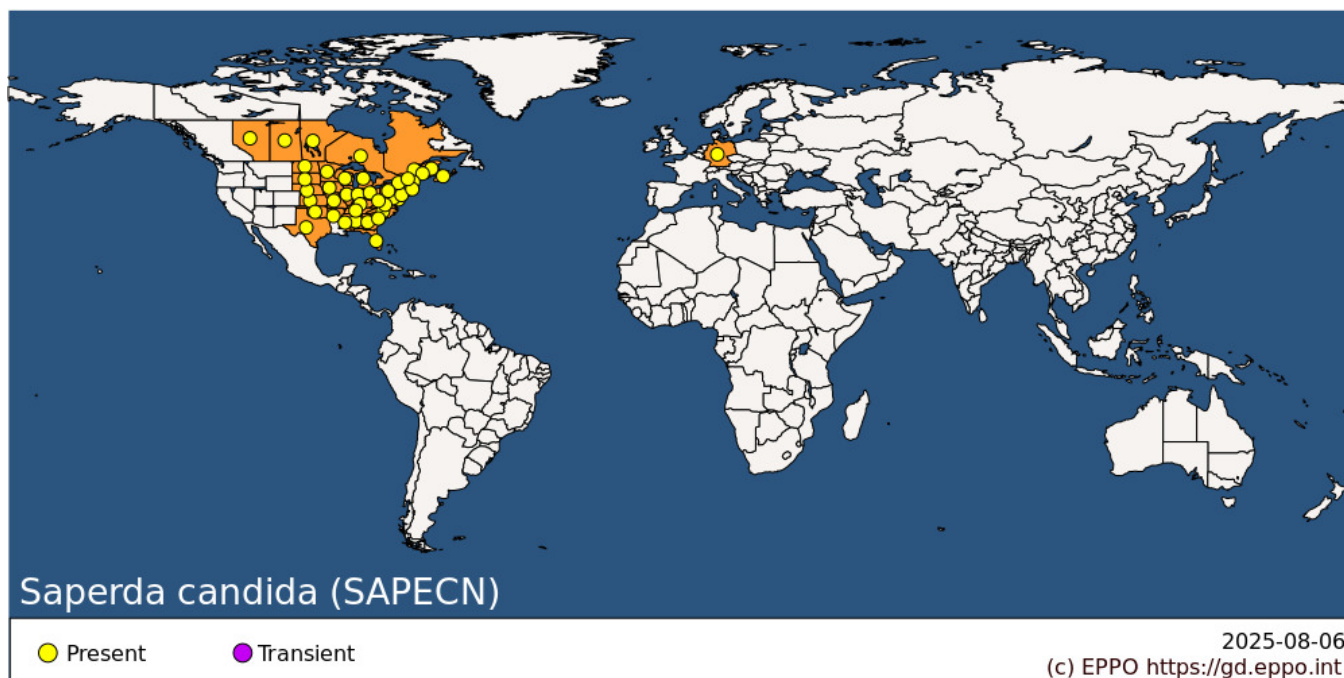 Saperda candida (SAPECN)
Present
Transient
2025-08-06
(c) EPPO https://gd.eppo.int